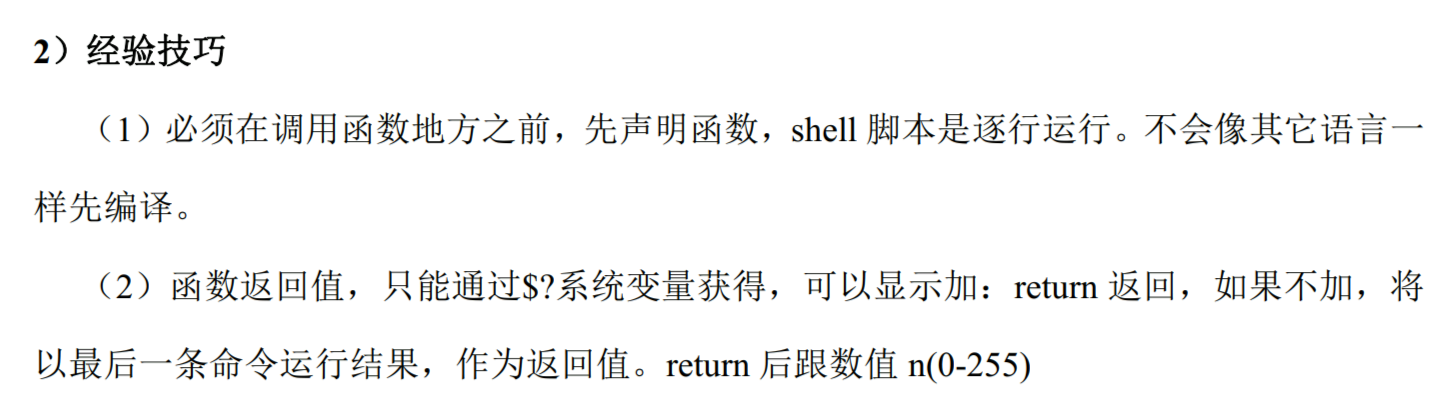 2）经验技巧
（1）必须在调用函数地方之前，先声明函数，shell 脚本是逐行运行。不会像其它语言一
样先编译。
（2）函数返回值，只能通过$?系统变量获得，可以显示加：return 返回，如果不加，将
以最后一条命令运行结果，作为返回值。return 后跟数值 n(0-255)